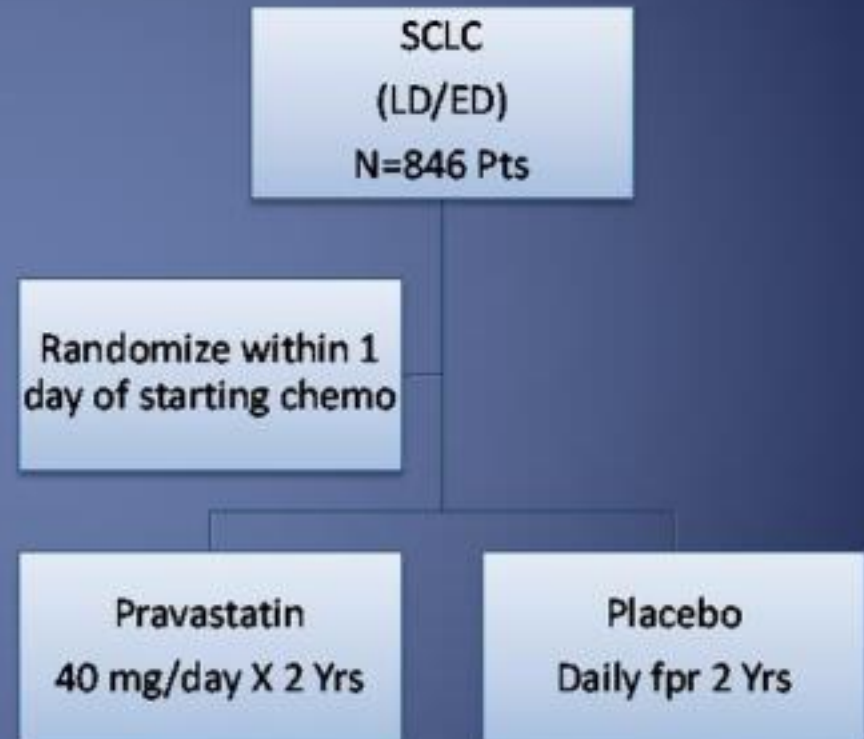 SCLC
(LD/ED)
N=846 Pts
Randomize within 1
day of starting chemo
Pravastatin
40 mg/day X 2 Yrs
Placebo
Daily fpr 2 Yrs